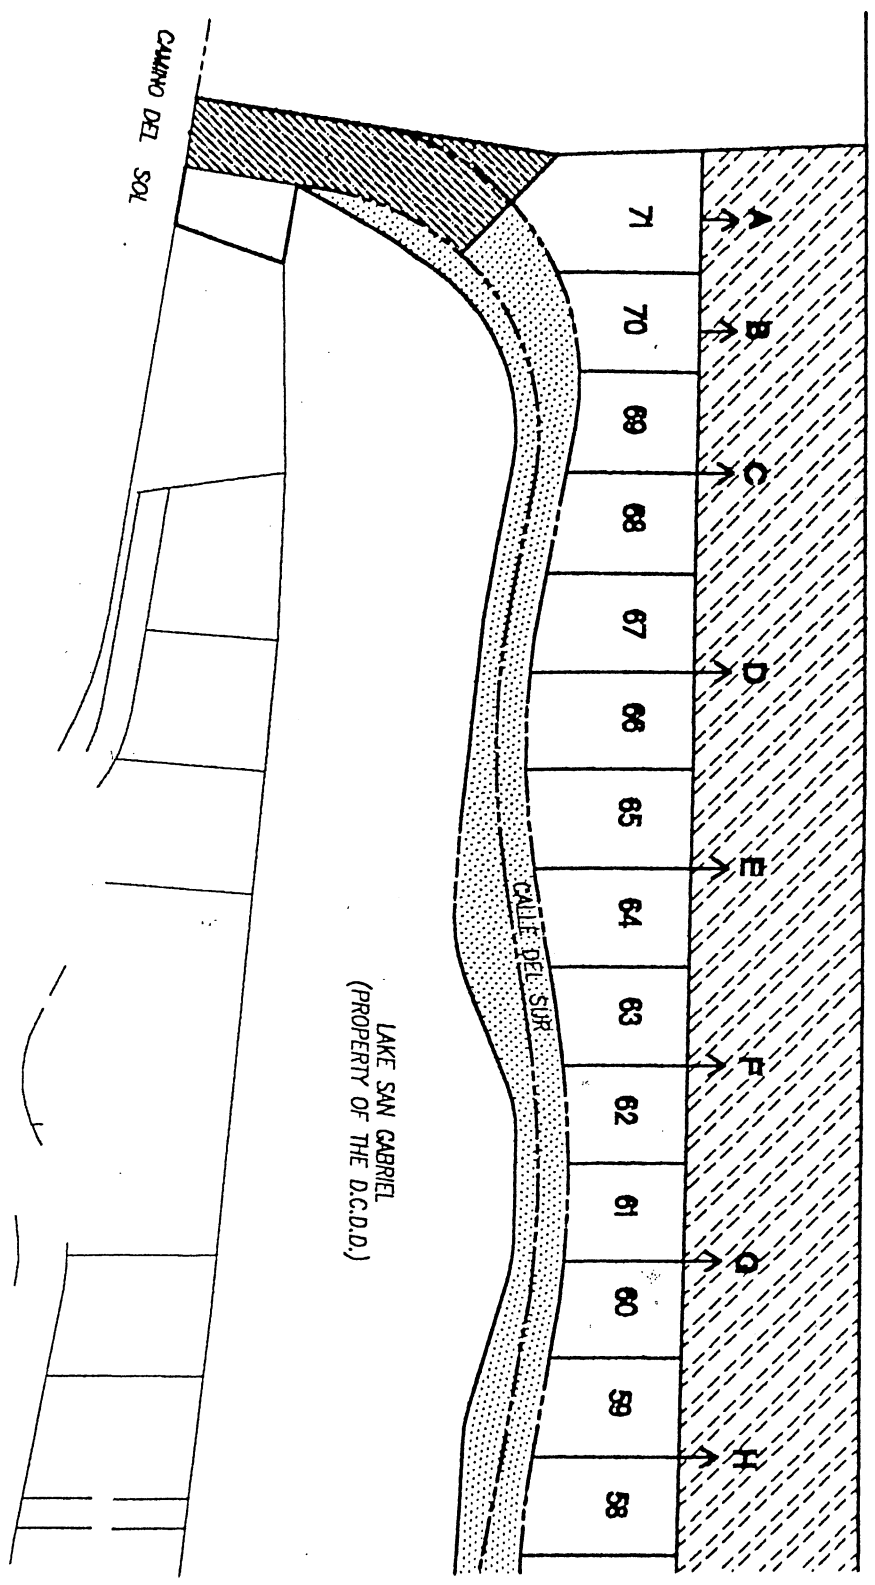 CAMINO DEL SOL
A
B
C
D
E
F
G
H
71
70
69
68
67
66
65
64
63
62
61
60
59
58
CALLE DEL SUR
LAKE SAN GABRIEL
(PROPERTY OF THE D.C.D.D.)